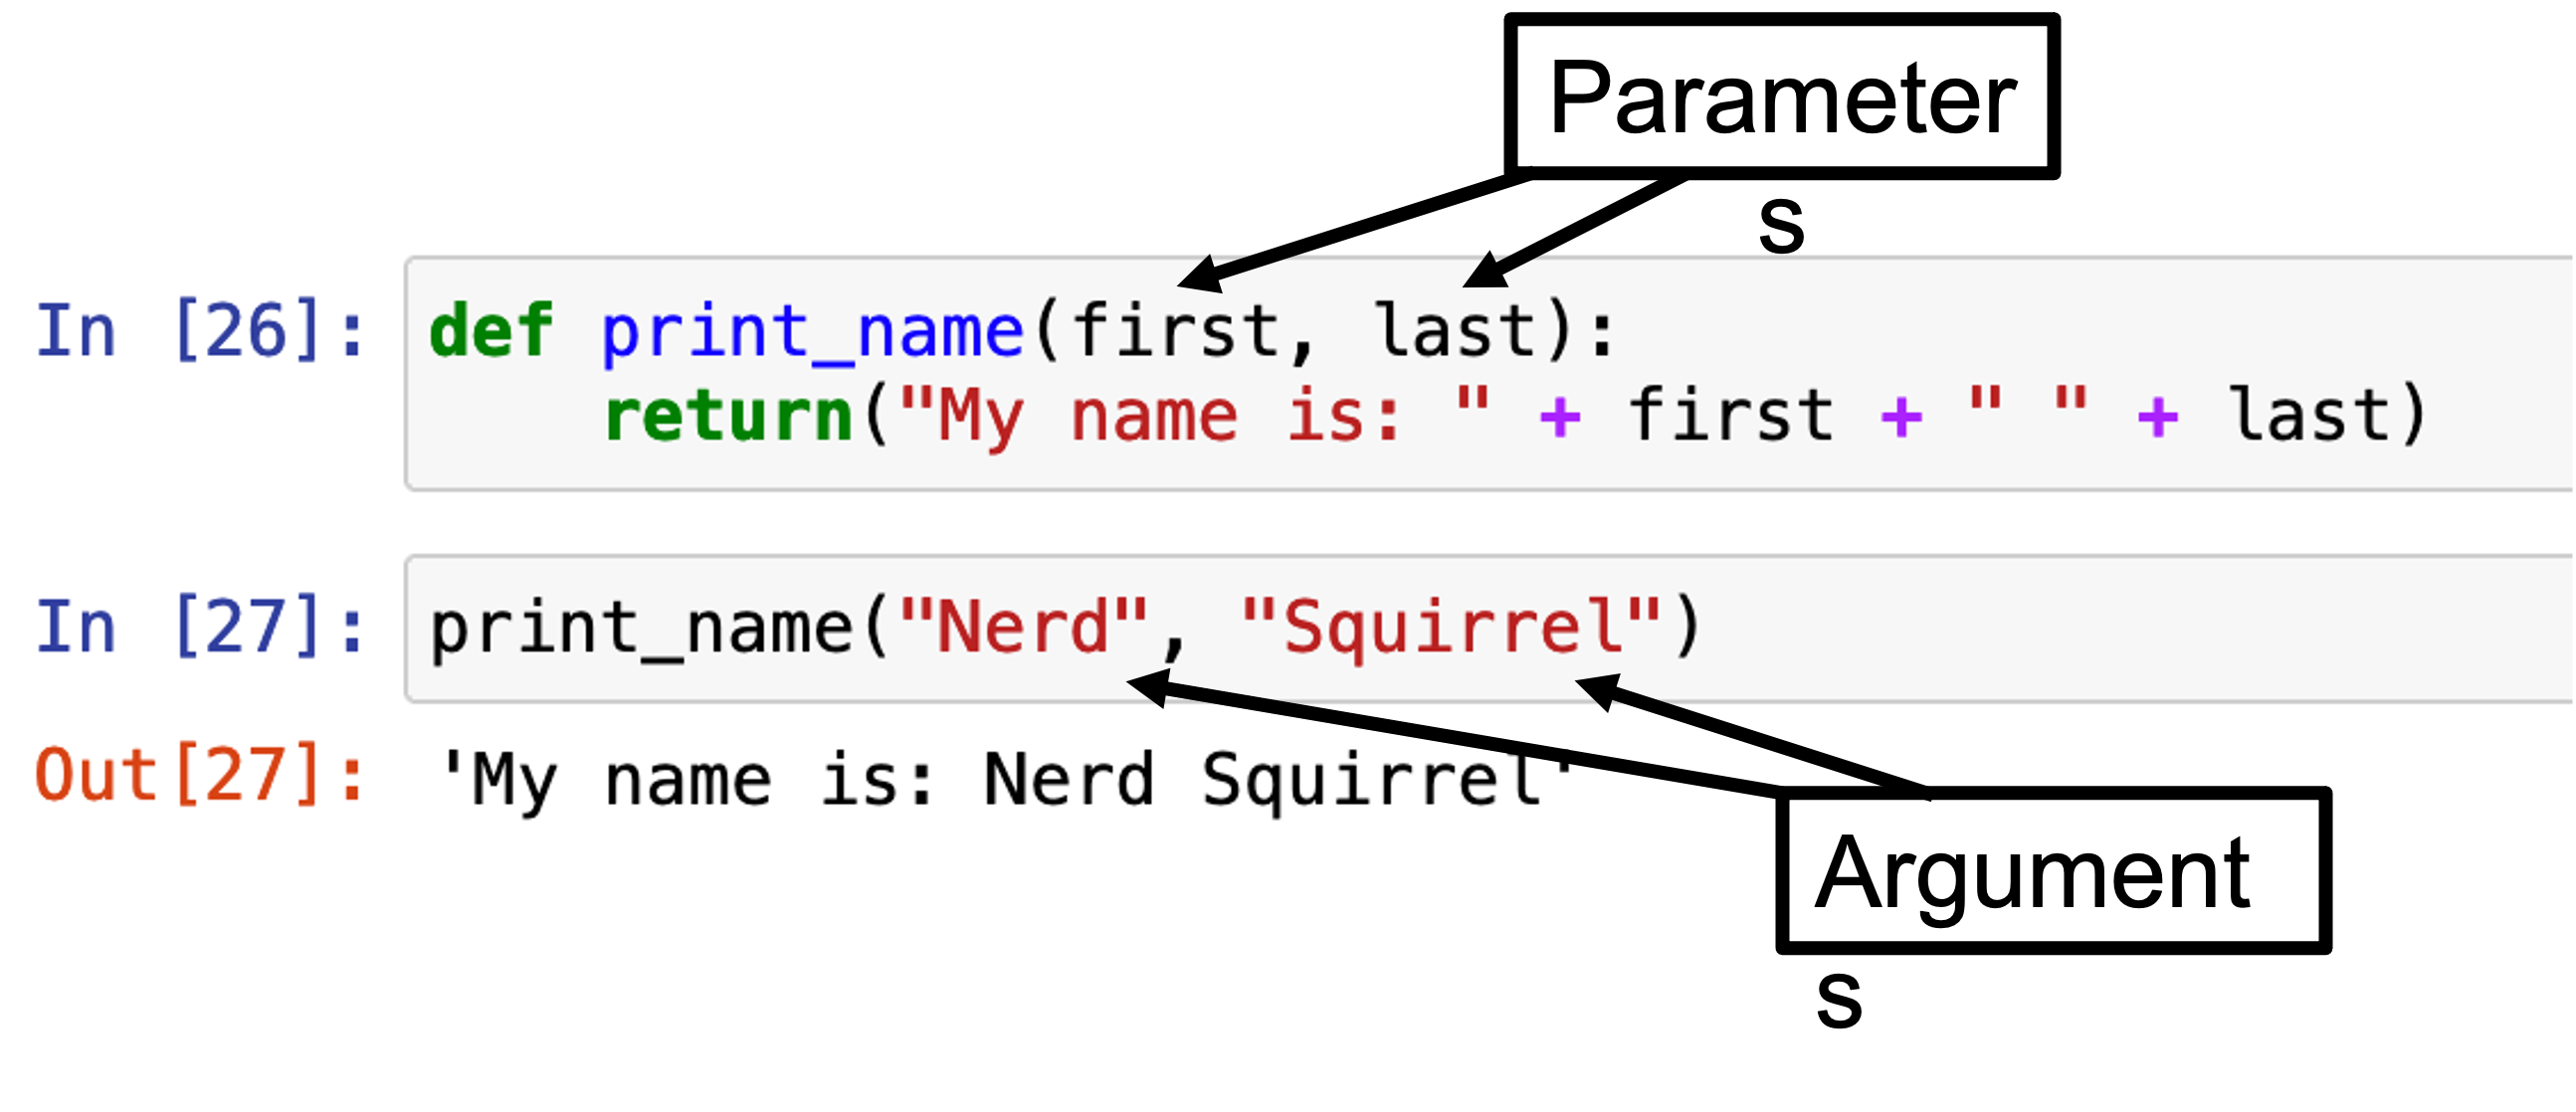 Parameter
s
In [26]: def print_name(first, last):
    return("My name is: " + first + " " + last)
In [27]: print_name("Nerd", "Squirrel")
Out[27]: 'My name is: Nerd Squirrel'
Argument
s